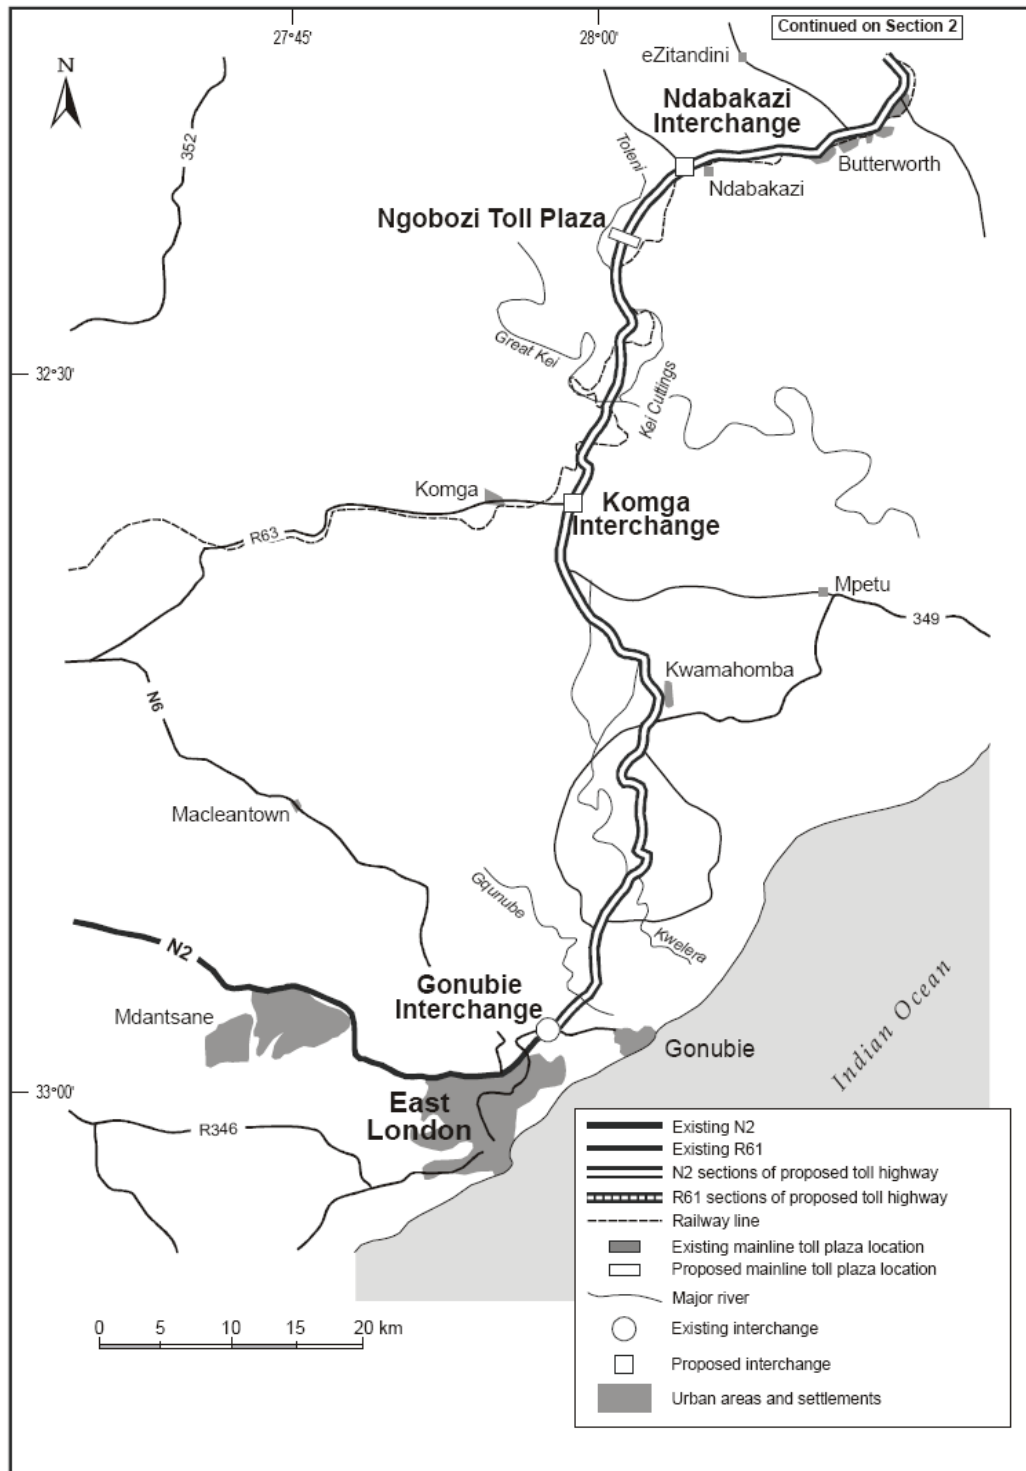 27°45'
28°00'
Continued on Section 2
N
eZitandini
352
Ndabakazi
Interchange
Toleni
Butterworth
Ndabakazi
Ngobozi Toll Plaza
Great Kei
32°30'
Kei Cuttings
Komga
Komga
Interchange
R63
Mpetu
349
Kwamahomba
N6
Macleantown
Gqunube
Kwelera
N2
Gonubie
Interchange
Mdantsane
Gonubie
Indian Ocean
33°00'
East
London
R346
Existing N2
Existing R61
N2 sections of proposed toll highway
R61 sections of proposed toll highway
Railway line
Existing mainline toll plaza location
Proposed mainline toll plaza location
Major river
Existing interchange
Proposed interchange
Urban areas and settlements
0 5 10 15 20 km